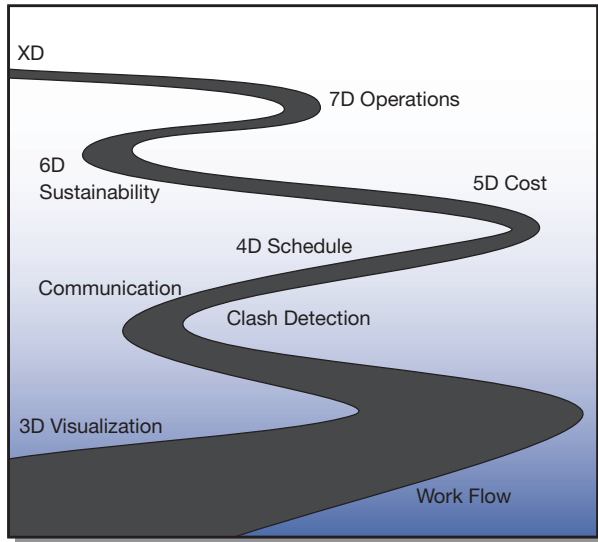 XD
7D Operations
6D
Sustainability
5D Cost
4D Schedule
Communication
Clash Detection
3D Visualization
Work Flow